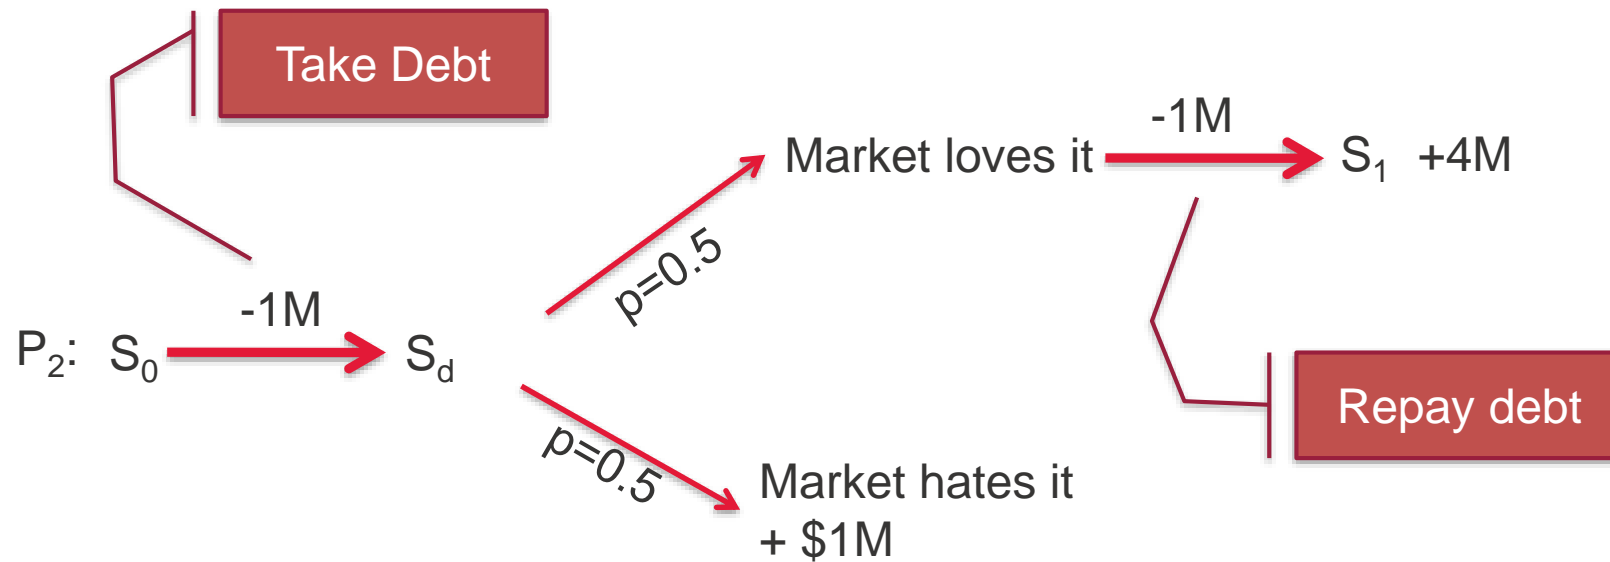 Take Debt
-1M
Market loves it
S₁ +4M
p=0.5
-1M
P₂: S₀
S_d
p=0.5
Repay debt
Market hates it
+ $1M